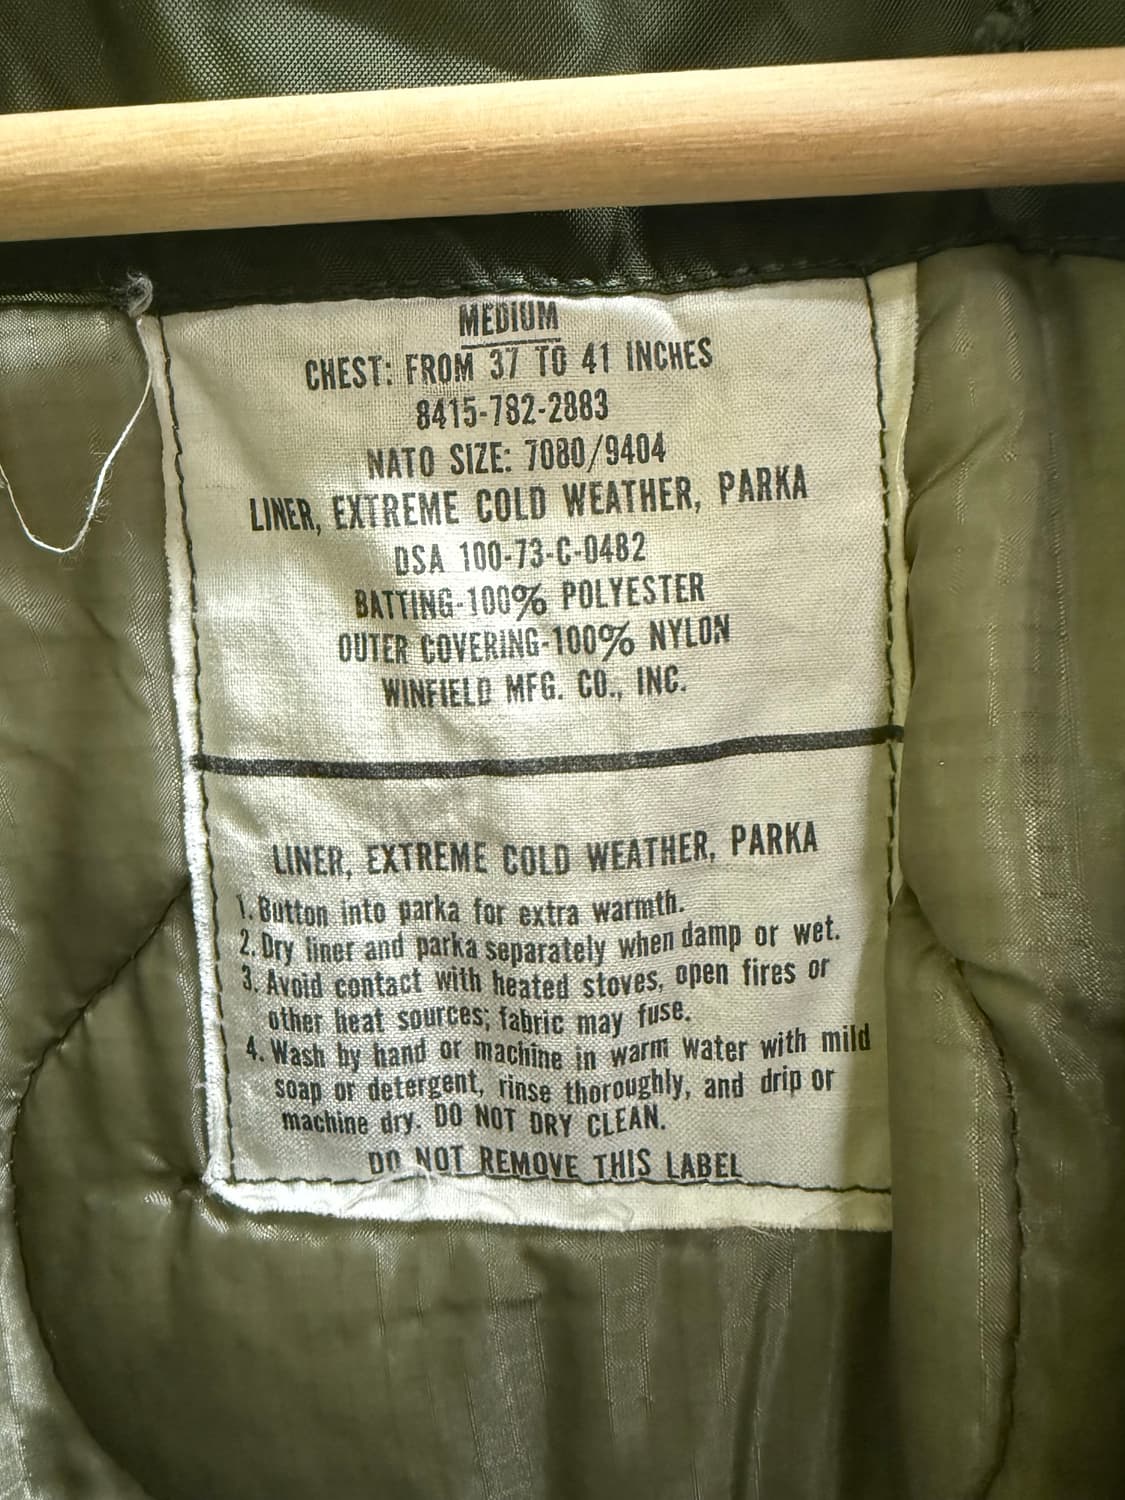 MEDIUM
CHEST: FROM 37 TO 41 INCHES
8415-782-2883
NATO SIZE: 7080/9404
LINER, EXTREME COLD WEATHER, PARKA
DSA 100-73-C-0482
BATTING-100% POLYESTER
OUTER COVERING-100% NYLON
WINFIELD MFG. CO., INC.
LINER, EXTREME COLD WEATHER, PARKA
1. Button into parka for extra warmth.
2. Dry liner and parka separately when damp or wet.
3. Avoid contact with heated stoves, open fires or
other heat sources; fabric may fuse.
4. Wash by hand or machine in warm water with mild
soap or detergent, rinse thoroughly, and drip or
machine dry. DO NOT DRY CLEAN.
DO NOT REMOVE THIS LABEL